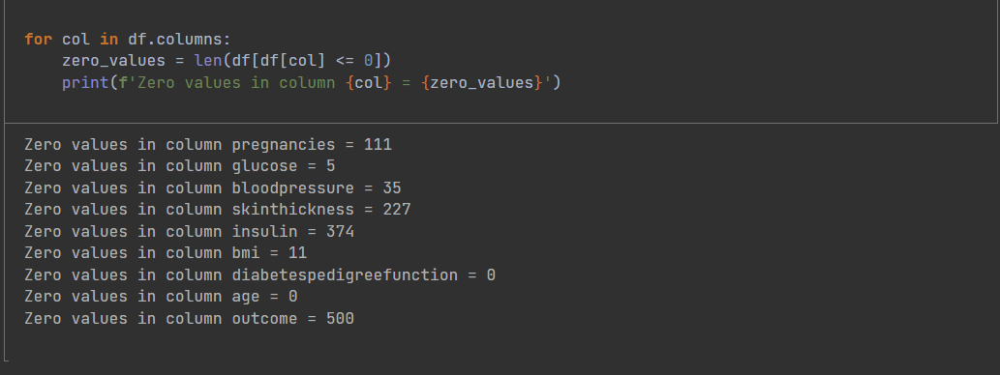 for col in df.columns:
    zero_values = len(df[df[col] <= 0])
    print(f'Zero values in column {col} = {zero_values}')
Zero values in column pregnancies = 111
Zero values in column glucose = 5
Zero values in column bloodpressure = 35
Zero values in column skinthickness = 227
Zero values in column insulin = 374
Zero values in column bmi = 11
Zero values in column diabetespedigreefunction = 0
Zero values in column age = 0
Zero values in column outcome = 500